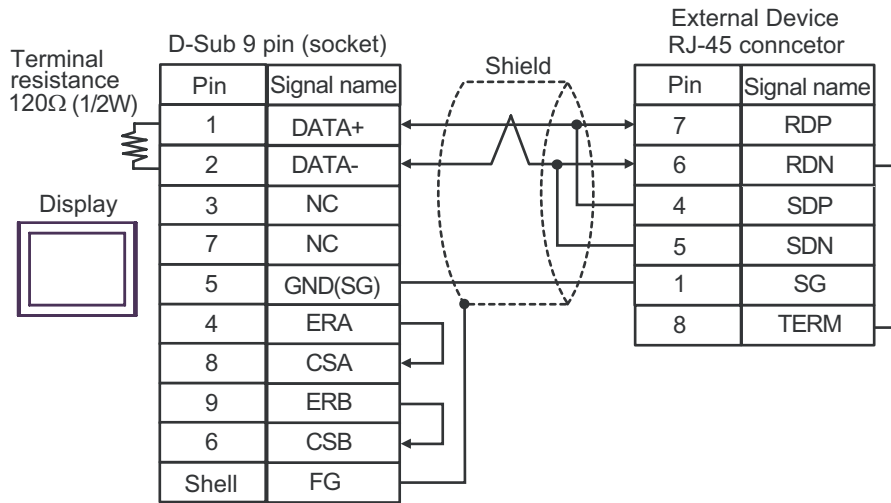 D-Sub 9 pin (socket)
External Device
RJ-45 conncetor
Terminal
resistance
120Ω (1/2W)
Shield
Display
Pin Signal name
1 DATA+
2 DATA-
3 NC
7 NC
5 GND(SG)
4 ERA
8 CSA
9 ERB
6 CSB
Shell FG
Pin Signal name
7 RDP
6 RDN
4 SDP
5 SDN
1 SG
8 TERM